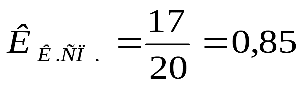 Ê Ê.ÑÏ . = 17/20 = 0,85